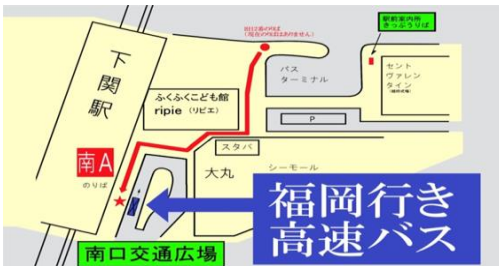 駅前案内所
きっぷうりば
下関駅
バス
ターミナル
セント
ヴァレン
タイン
ふくふくこども館
ripie (リピエ)
P
スタバ
南A
のりば
大丸
シーモール
福岡行き
高速バス
南口交通広場